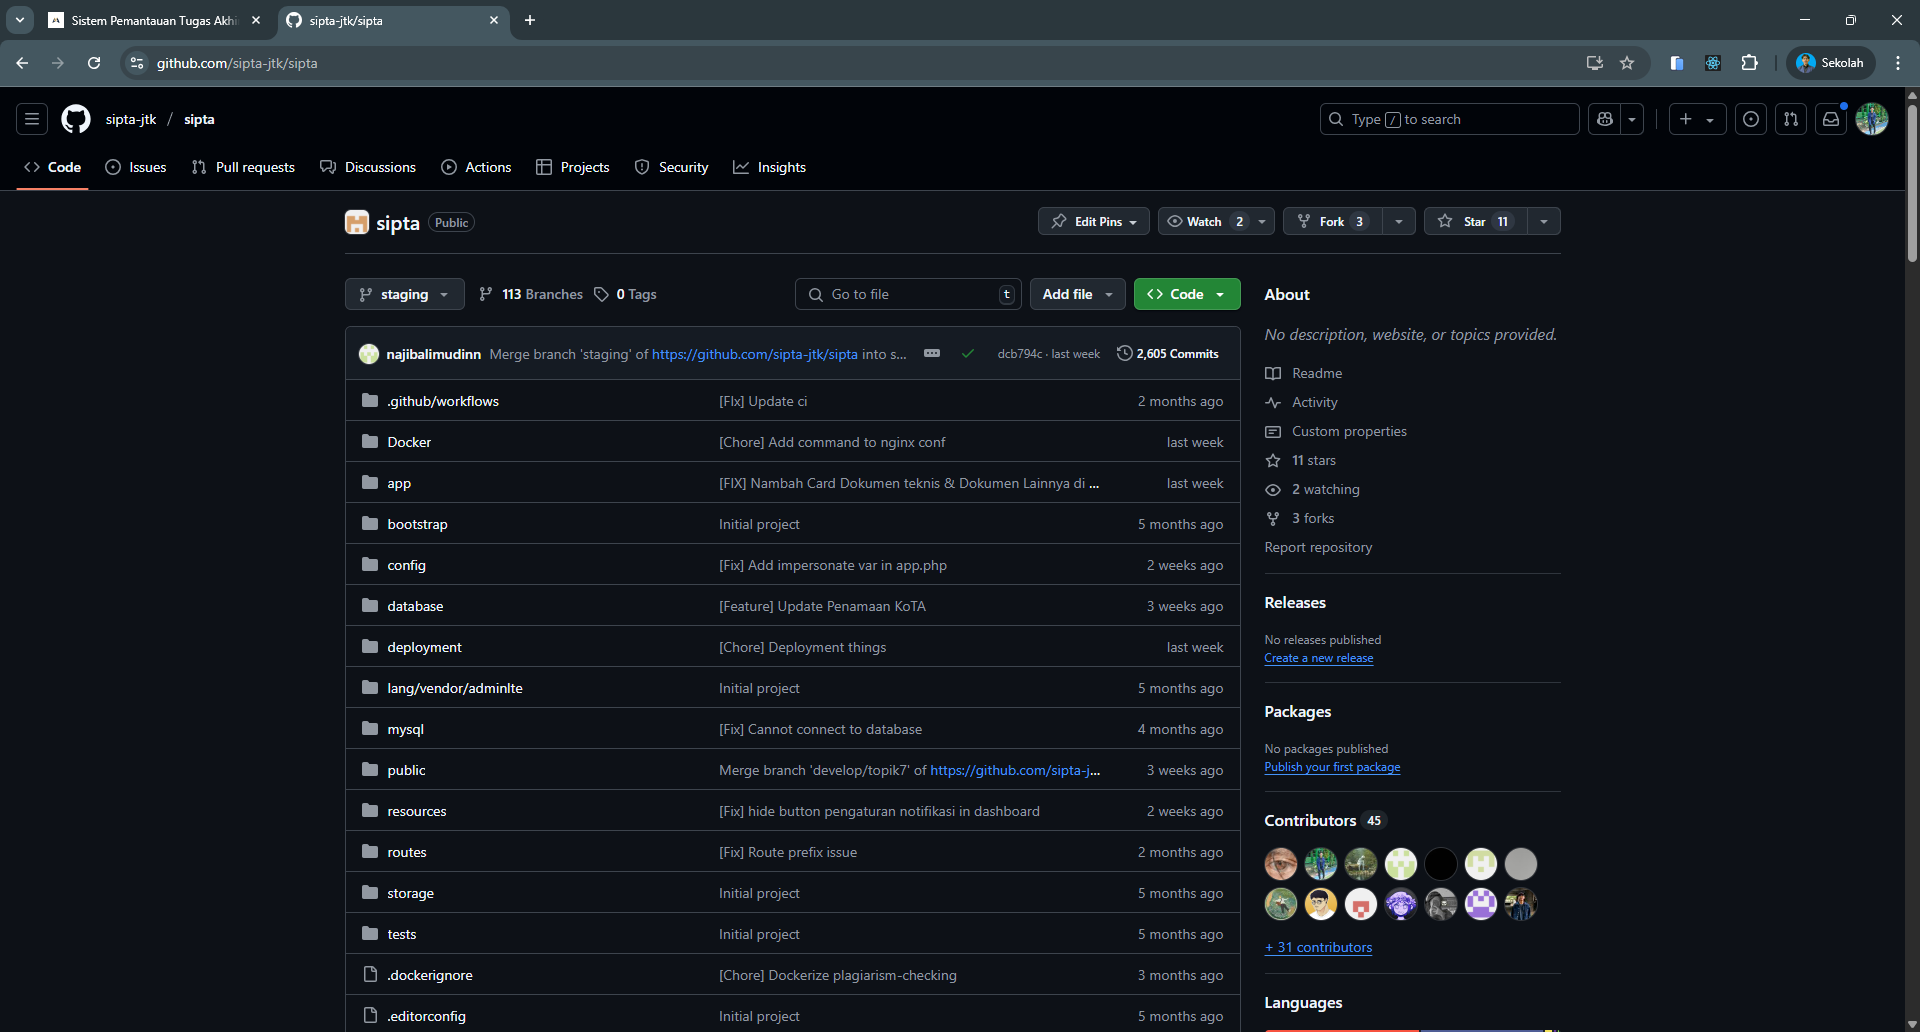 Sistem Pemantauan Tugas Akhi
sipta-jtk/sipta
github.com/sipta-jtk/sipta
Sekolah
sipta-jtk / sipta
Type / to search
Code
Issues
Pull requests
Discussions
Actions
Projects
Security
Insights
sipta Public
Edit Pins
Watch 2
Fork 3
Star 11
staging
113 Branches
0 Tags
Go to file t
Add file
Code
najibalimudinn Merge branch 'staging' of https://github.com/sipta-jtk/sipta into s... dcb794c · last week 2,605 Commits
.github/workflows [FIx] Update ci 2 months ago
Docker [Chore] Add command to nginx conf last week
app [FIX] Nambah Card Dokumen teknis & Dokumen Lainnya di ... last week
bootstrap Initial project 5 months ago
config [Fix] Add impersonate var in app.php 2 weeks ago
database [Feature] Update Penamaan KoTA 3 weeks ago
deployment [Chore] Deployment things last week
lang/vendor/adminlte Initial project 5 months ago
mysql [Fix] Cannot connect to database 4 months ago
public Merge branch 'develop/topik7' of https://github.com/sipta-j... 3 weeks ago
resources [Fix] hide button pengaturan notifikasi in dashboard 2 weeks ago
routes [Fix] Route prefix issue 2 months ago
storage Initial project 5 months ago
tests Initial project 5 months ago
.dockerignore [Chore] Dockerize plagiarism-checking 3 months ago
.editorconfig Initial project 5 months ago
About
No description, website, or topics provided.
Readme
Activity
Custom properties
11 stars
2 watching
3 forks
Report repository
Releases
No releases published
Create a new release
Packages
No packages published
Publish your first package
Contributors 45
+ 31 contributors
Languages